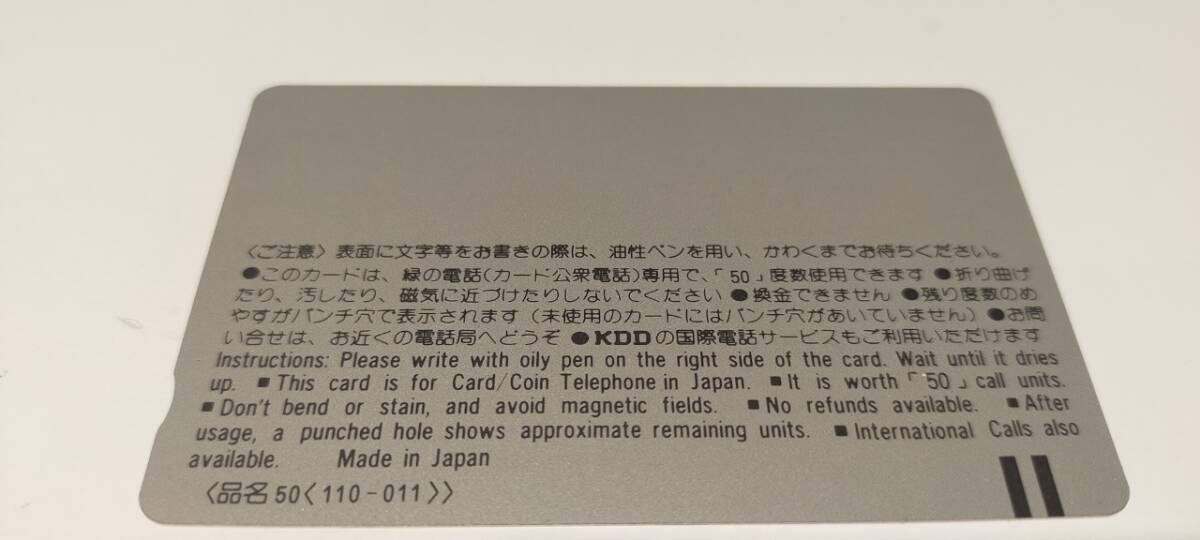 〈ご注意〉表面に文字等をお書きの際は、油性ペンを用い、かわくまでお待ちください。
●このカードは、緑の電話(カード公衆電話)専用で、「50」度数使用できます ●折り曲げ
たり、汚したり、磁気に近づけたりしないでください ●換金できません ●残り度数のめ
やすがパンチ穴で表示されます(未使用のカードにはパンチ穴があいていません) ●お問
い合せは、お近くの電話局へどうぞ ●KDDの国際電話サービスもご利用いただけます
Instructions: Please write with oily pen on the right side of the card. Wait until it dries
up. ■This card is for Card/Coin Telephone in Japan. ■It is worth「50」call units.
■Don't bend or stain, and avoid magnetic fields. ■No refunds available. ■After
usage, a punched hole shows approximate remaining units. ■International Calls also
available. Made in Japan
〈品名50〈110-011〉〉